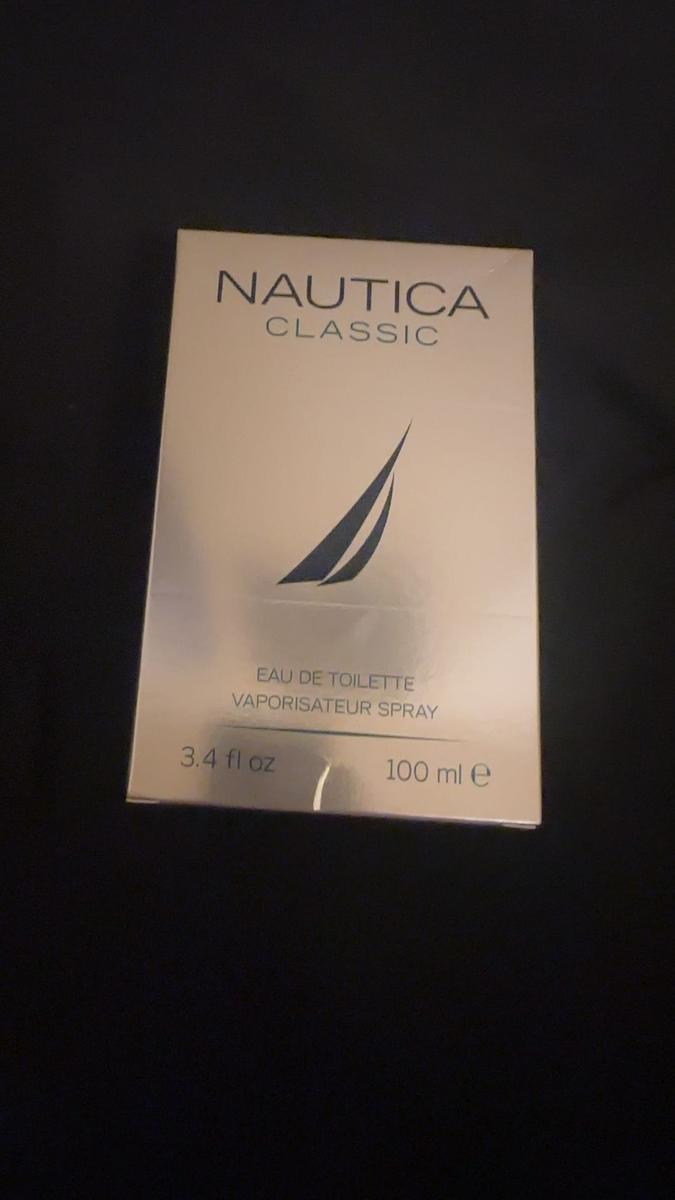 NAUTICA
CLASSIC
EAU DE TOILETTE
VAPORISATEUR SPRAY
3.4 fl oz 100 ml ℮